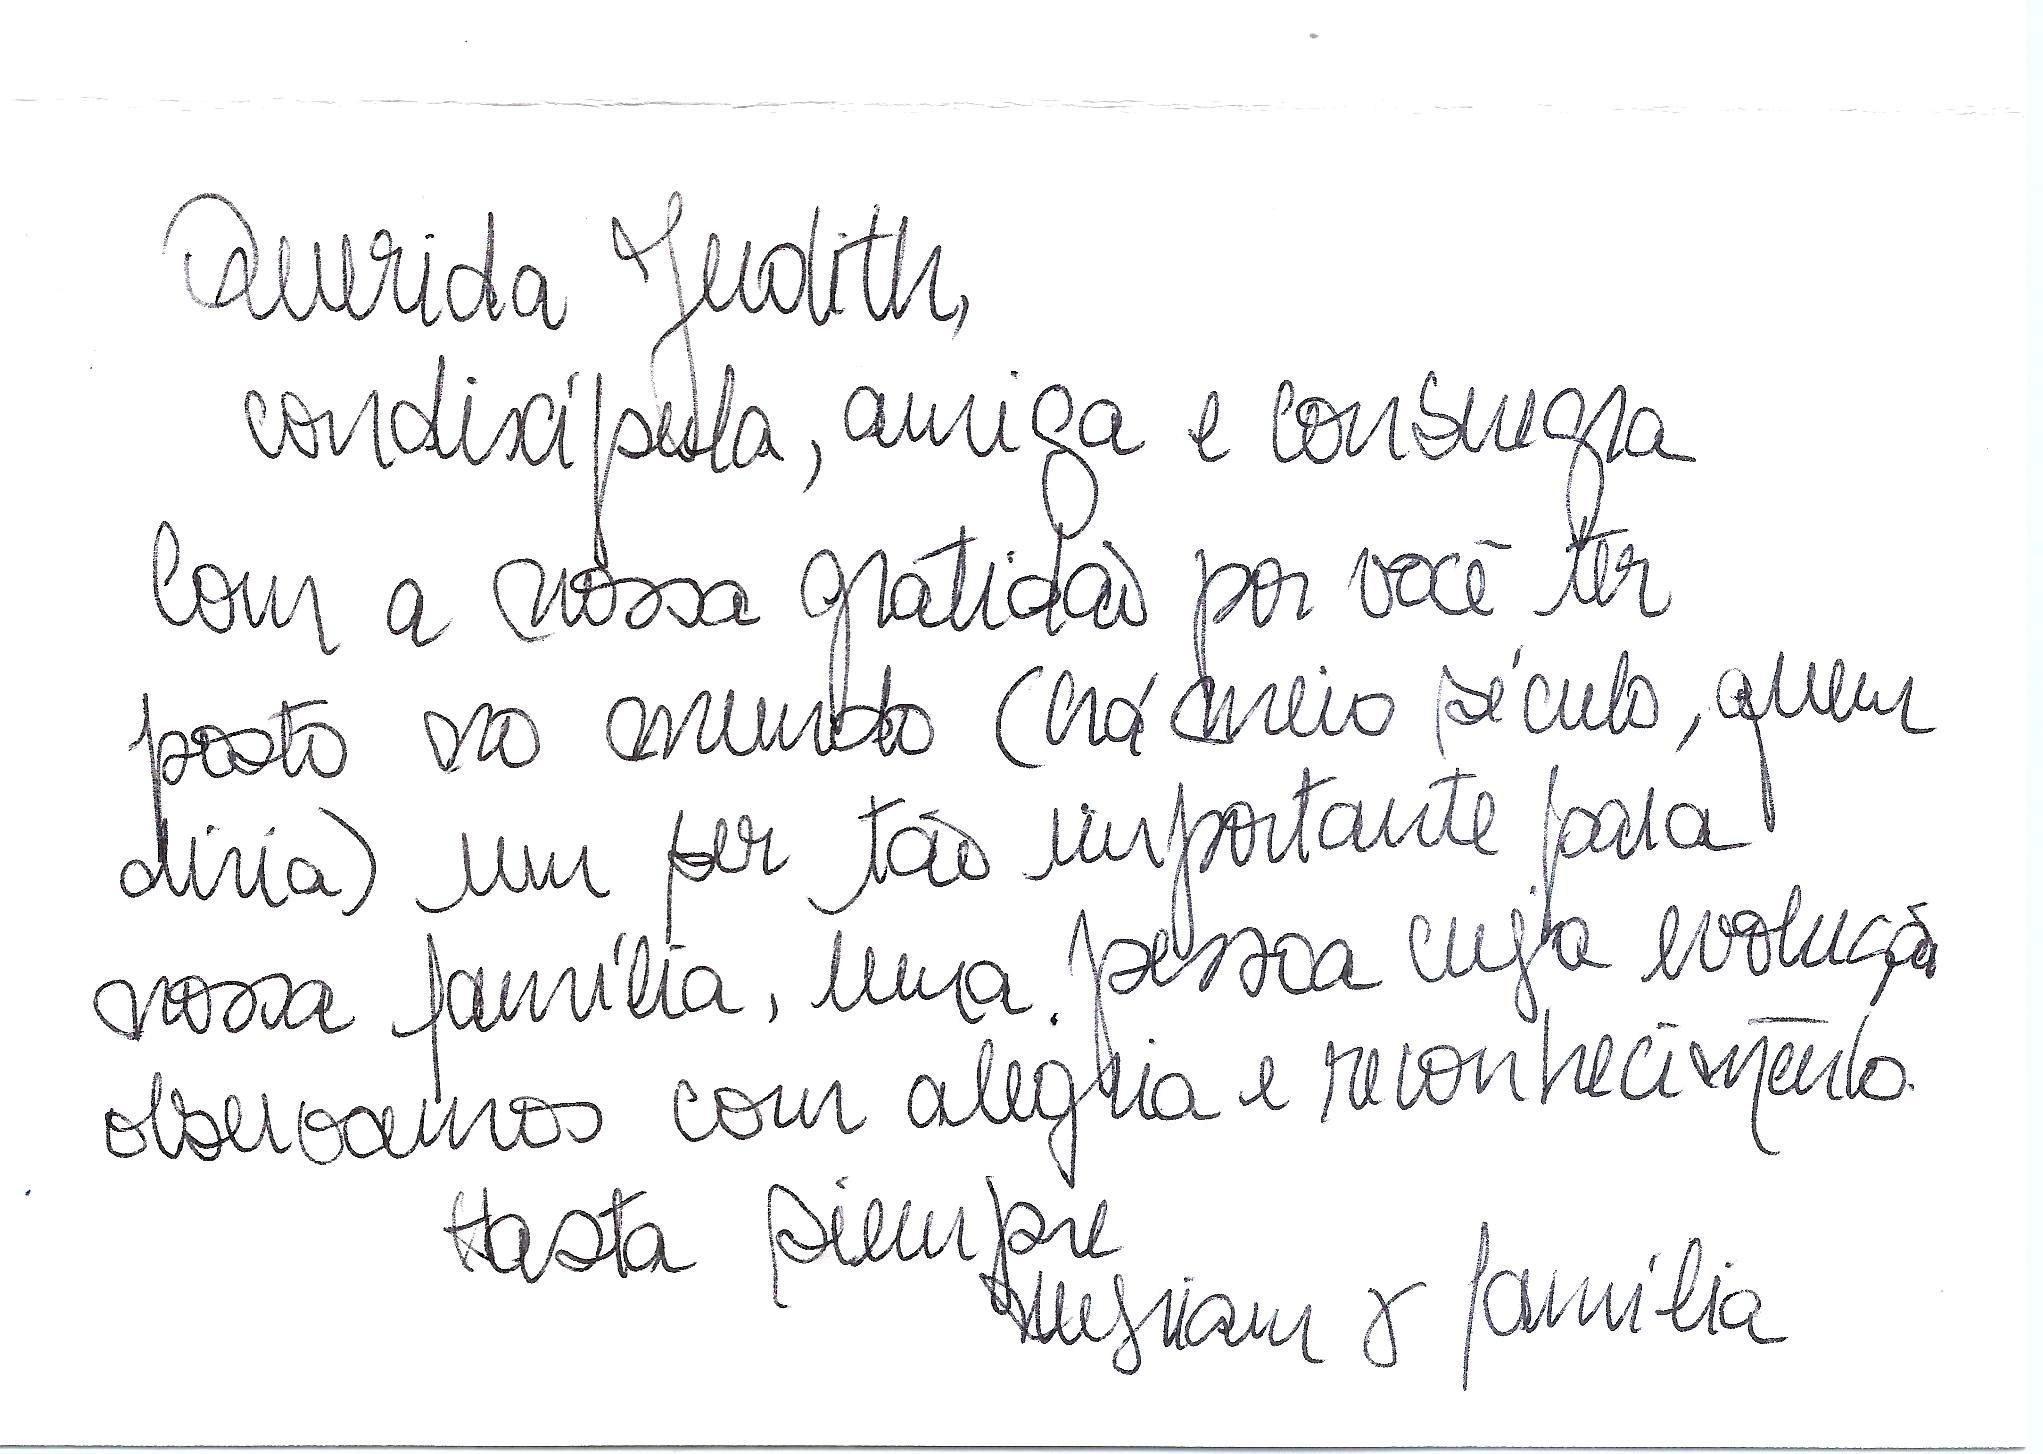 Querida Judith,
condiscípula, amiga e consuegra
Com a nossa gratidão por você ter
posto no mundo (há meio século, quem
diria) um ser tão importante para
nossa família, uma pessoa cuja evolução
observamos com alegria e reconhecimento.
Hasta siempre
Myriam y família